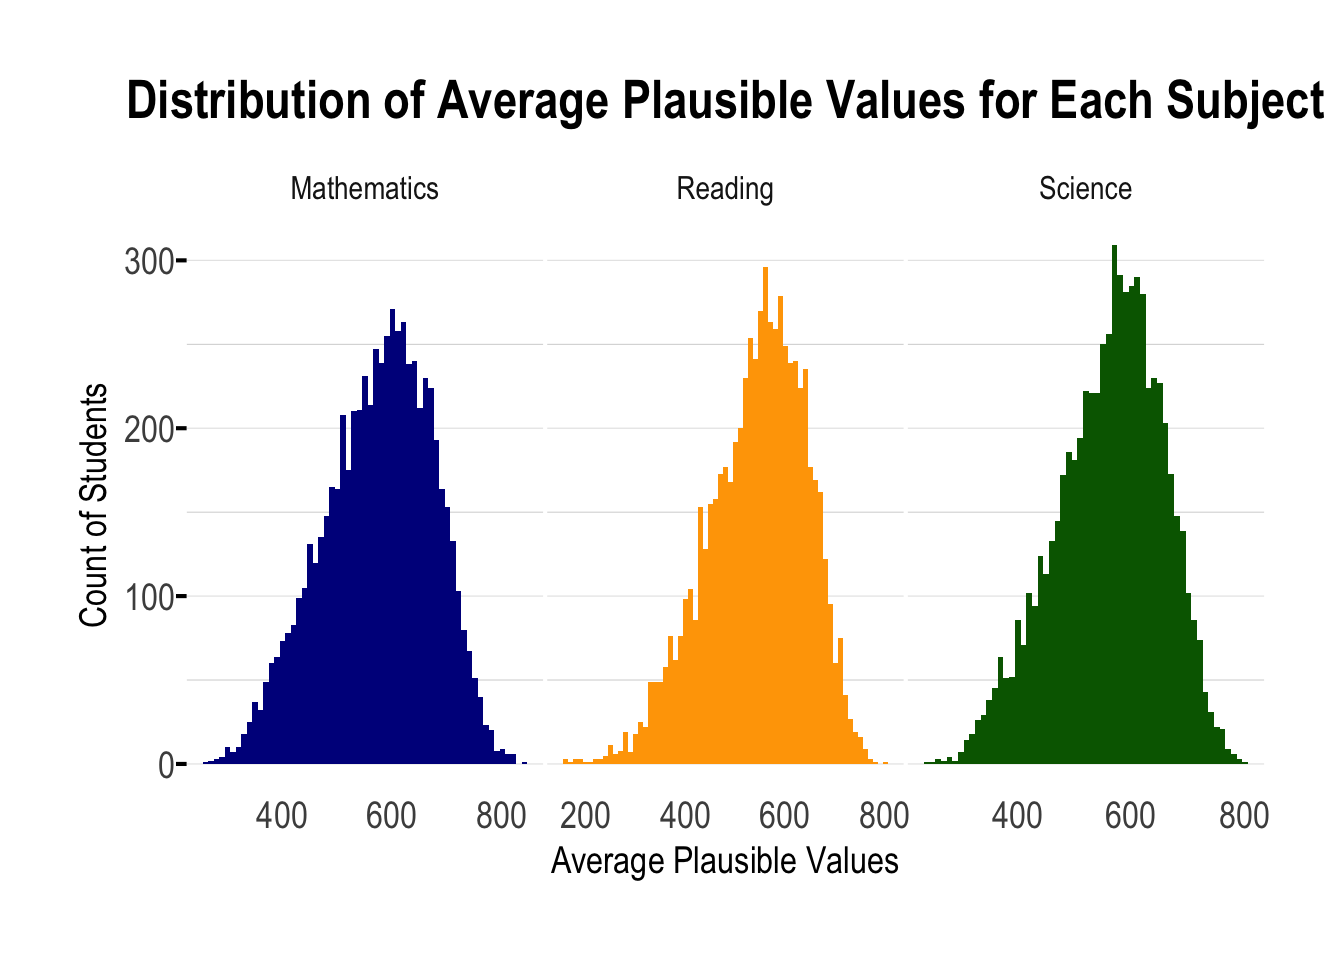 Distribution of Average Plausible Values for Each Subject
Mathematics
Reading
Science
Count of Students
300
200
100
0
400 600 800
200 400 600 800
400 600 800
Average Plausible Values